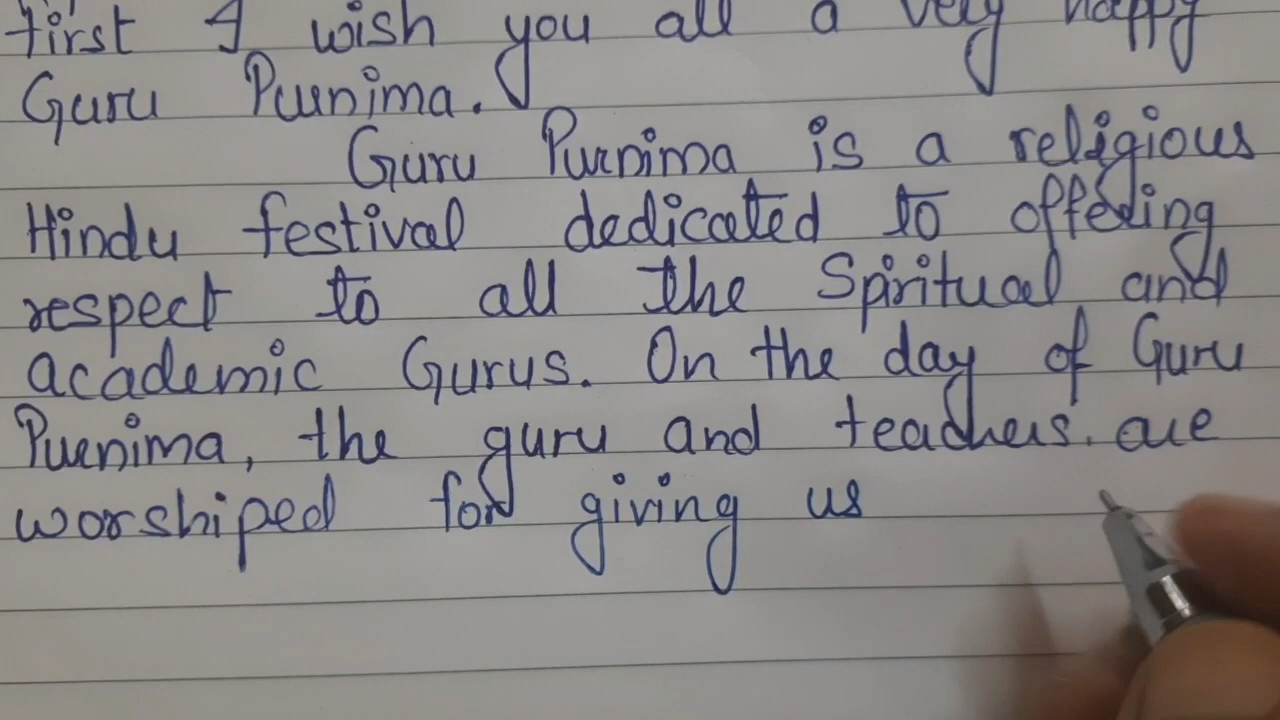 first I wish you all a very happy
Guru Purnima.
Guru Purnima is a religious
Hindu festival dedicated to offering
respect to all the Spiritual and
academic Gurus. On the day of Guru
Purnima, the guru and teachers. are
worshiped for giving us